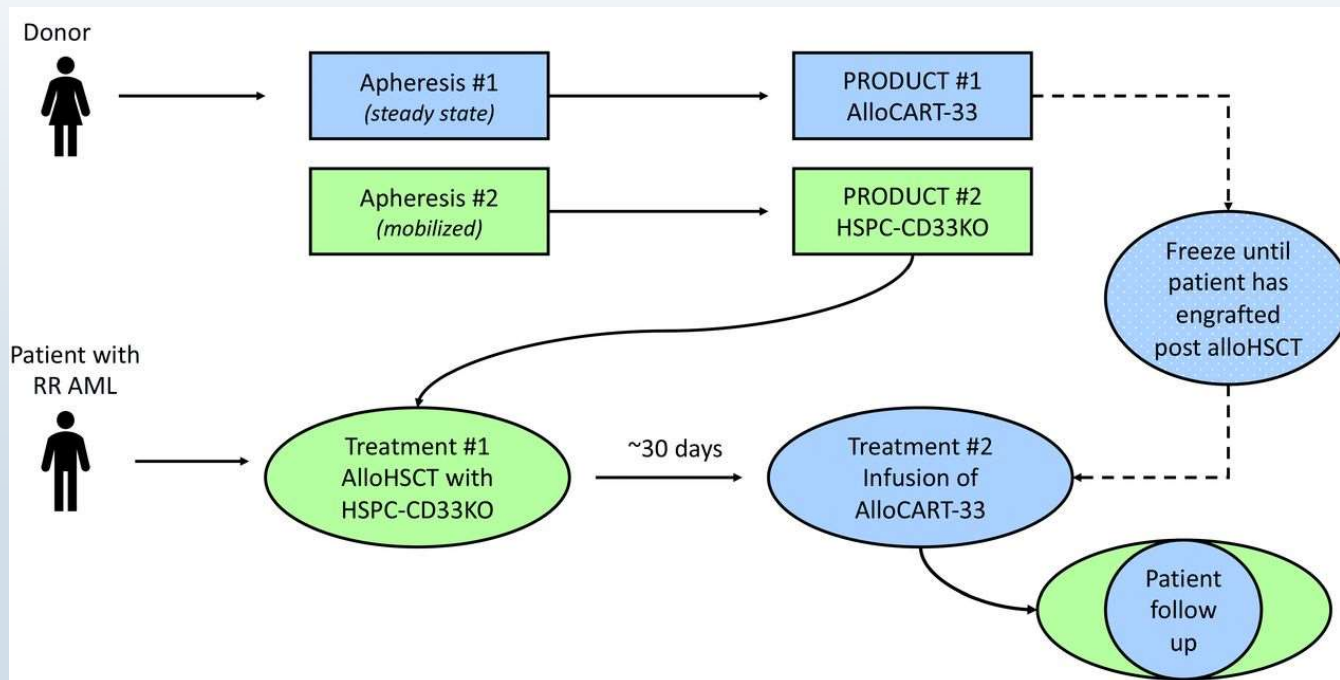 Donor
Apheresis #1
(steady state)
PRODUCT #1
AlloCART-33
Apheresis #2
(mobilized)
PRODUCT #2
HSPC-CD33KO
Freeze until
patient has
engrafted
post alloHSCT
Patient with
RR AML
Treatment #1
AlloHSCT with
HSPC-CD33KO
~30 days
Treatment #2
Infusion of
AlloCART-33
Patient
follow
up